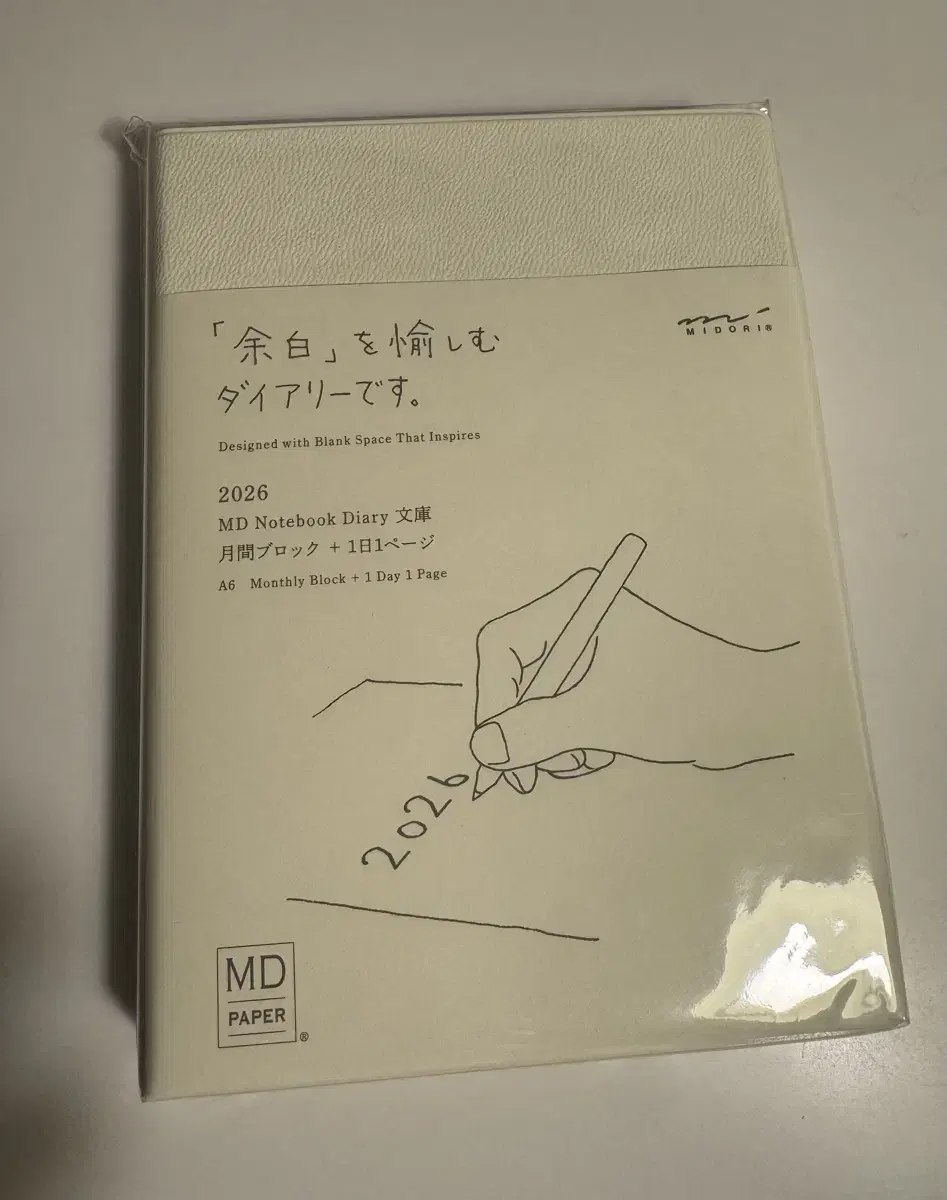 「余白」を愉しむ
ダイアリーです。
MIDORI®
Designed with Blank Space That Inspires
2026
MD Notebook Diary 文庫
月間ブロック + 1日1ページ
A6 Monthly Block + 1 Day 1 Page
2026
MD
PAPER
®